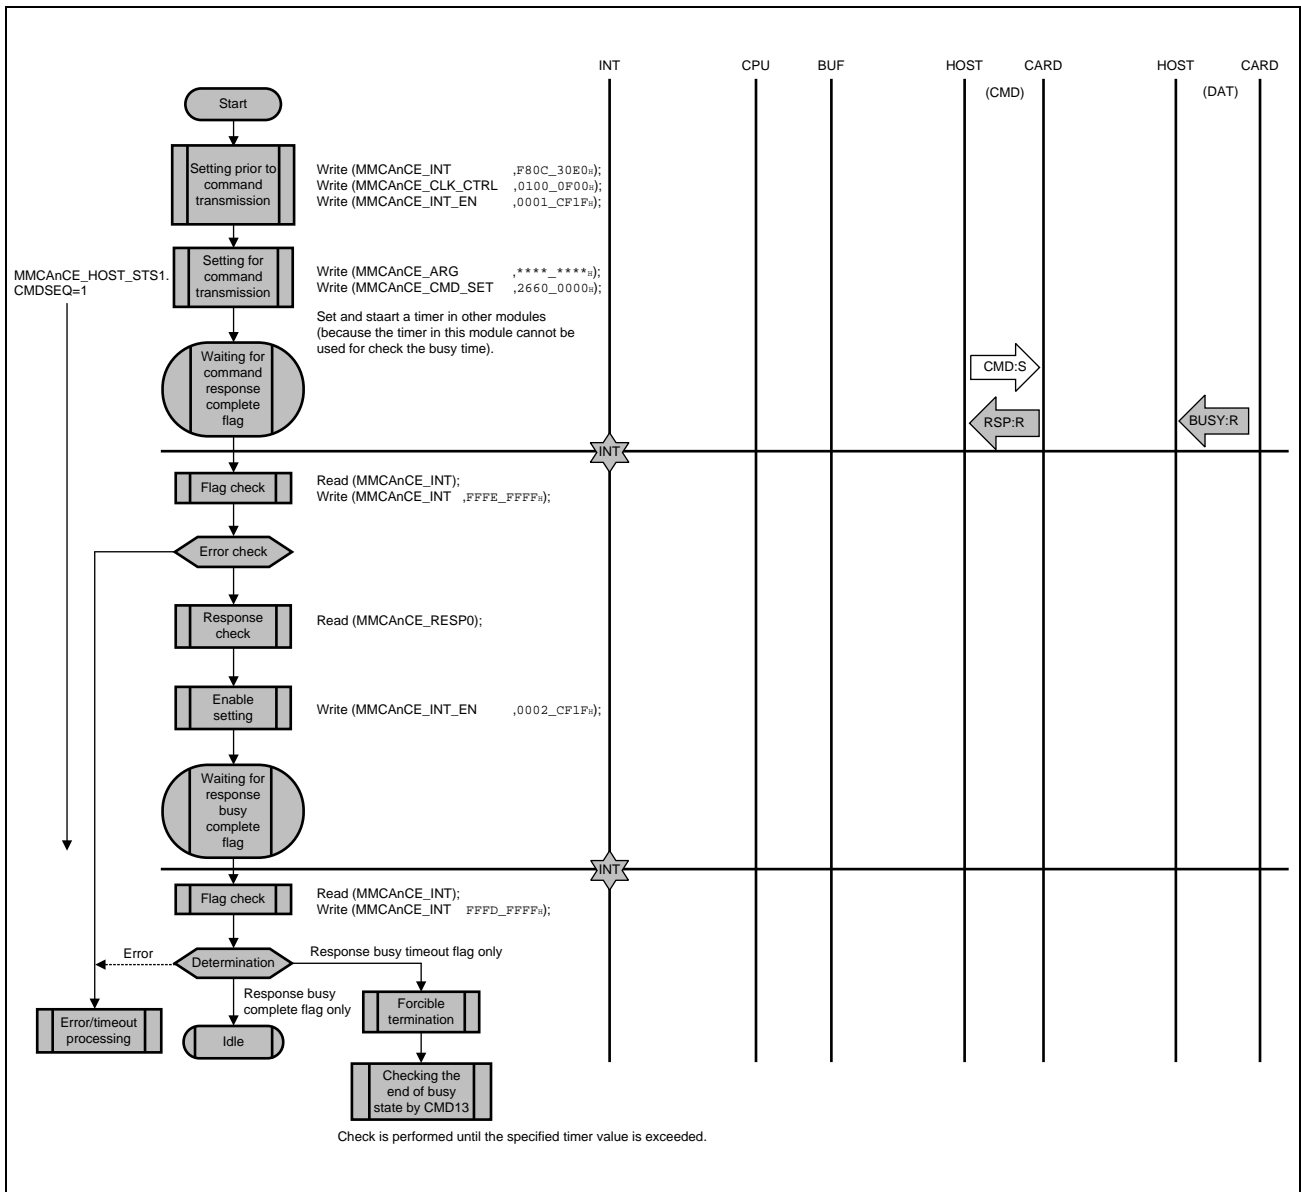 INT CPU BUF HOST CARD HOST CARD
(CMD) (DAT)
Start
Setting prior to
command
transmission
Write (MMCAnCE_INT ,F80C_30E0H);
Write (MMCAnCE_CLK_CTRL ,0100_0F00H);
Write (MMCAnCE_INT_EN ,0001_CF1FH);
MMCAnCE_HOST_STS1.
CMDSEQ=1
Setting for
command
transmission
Write (MMCAnCE_ARG ,****_****H);
Write (MMCAnCE_CMD_SET ,2660_0000H);
Set and staart a timer in other modules
(because the timer in this module cannot be
used for check the busy time).
Waiting for
command
response
complete
flag
CMD:S
RSP:R
BUSY:R
INT
Flag check
Read (MMCAnCE_INT);
Write (MMCAnCE_INT ,FFFE_FFFFH);
Error check
Response
check
Read (MMCAnCE_RESP0);
Enable
setting
Write (MMCAnCE_INT_EN ,0002_CF1FH);
Waiting for
response
busy
complete
flag
INT
Flag check
Read (MMCAnCE_INT);
Write (MMCAnCE_INT FFFD_FFFFH);
Error
Determination
Response busy timeout flag only
Response busy
complete flag only
Forcible
termination
Error/timeout
processing
Idle
Checking the
end of busy
state by CMD13
Check is performed until the specified timer value is exceeded.